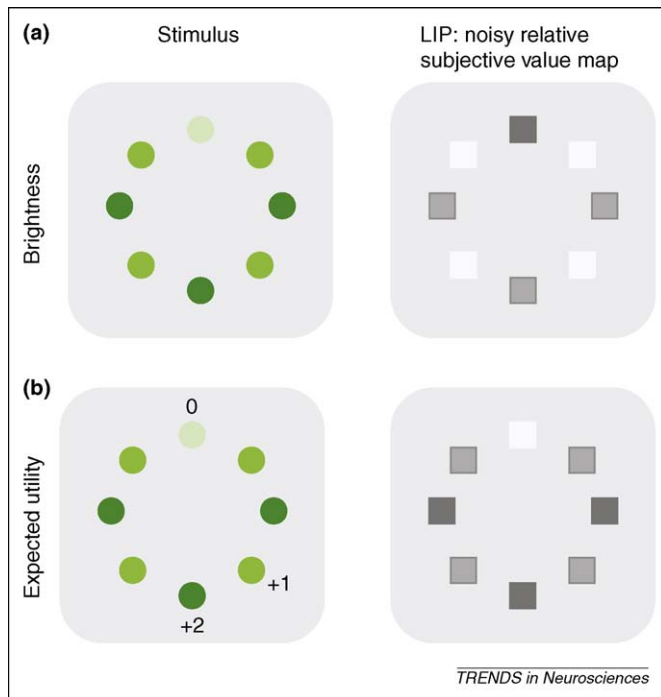 (a)
Stimulus
LIP: noisy relative
subjective value map
Brightness
(b)
0
+1
+2
Expected utility
TRENDS in Neurosciences